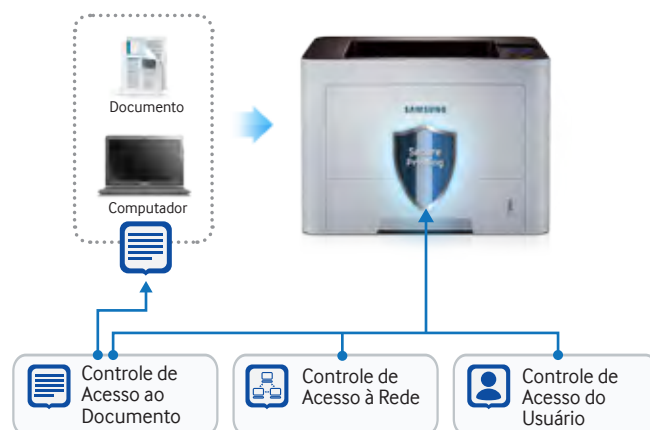 Documento
Computador
SAMSUNG
Secure
Printing
Controle de
Acesso ao
Documento
Controle de
Acesso à Rede
Controle de
Acesso do
Usuário